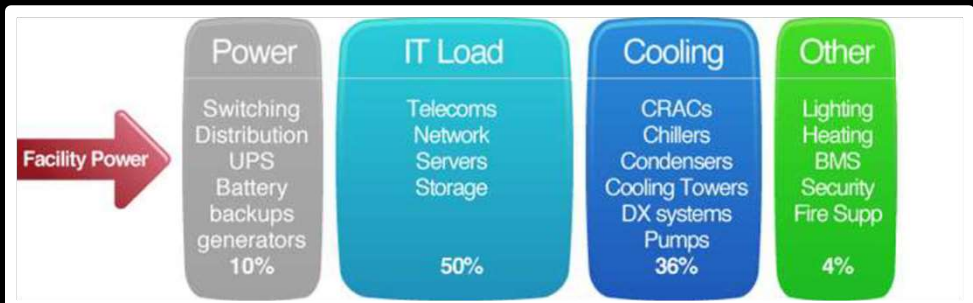 Facility Power
Power
Switching
Distribution
UPS
Battery
backups
generators
10%
IT Load
Telecoms
Network
Servers
Storage
50%
Cooling
CRACs
Chillers
Condensers
Cooling Towers
DX systems
Pumps
36%
Other
Lighting
Heating
BMS
Security
Fire Supp
4%